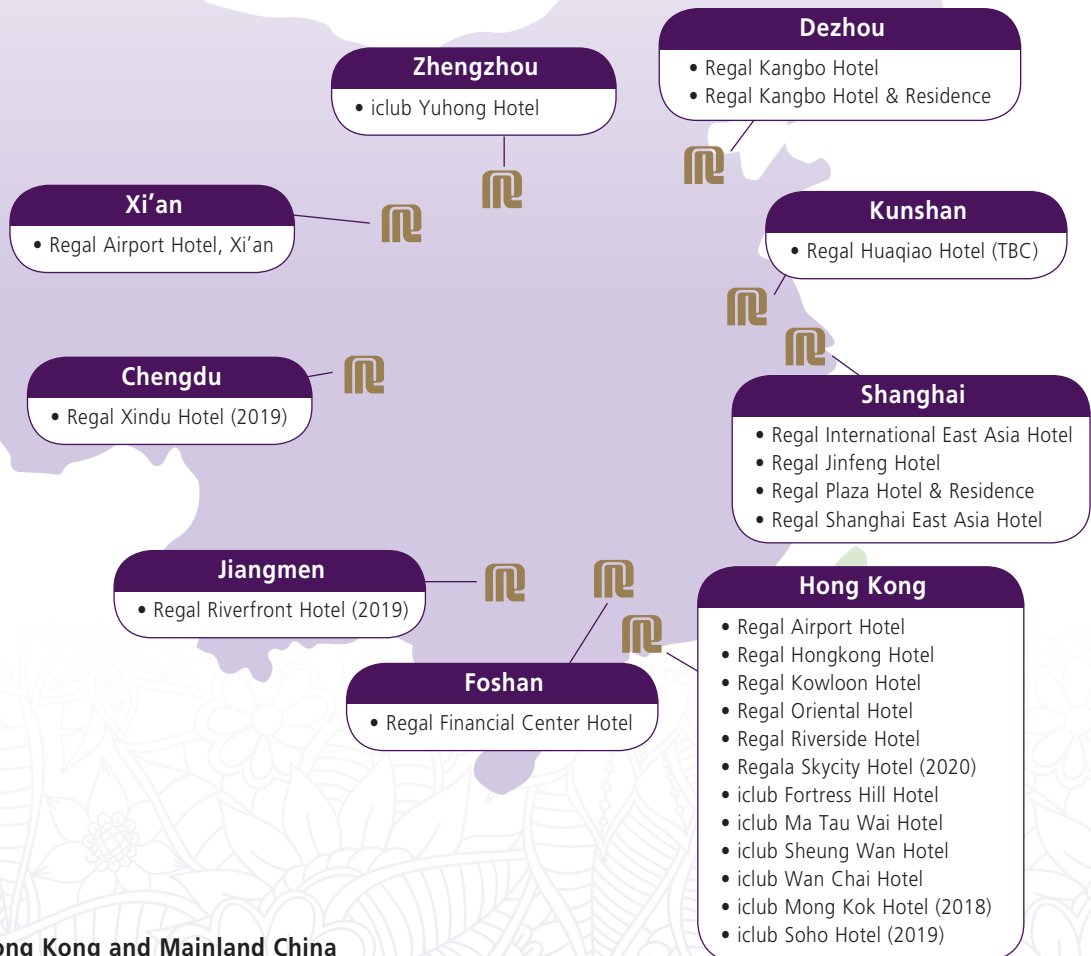 Dezhou
• Regal Kangbo Hotel
• Regal Kangbo Hotel & Residence
Zhengzhou
• iclub Yuhong Hotel
Xi’an
• Regal Airport Hotel, Xi’an
Kunshan
• Regal Huaqiao Hotel (TBC)
Chengdu
• Regal Xindu Hotel (2019)
Shanghai
• Regal International East Asia Hotel
• Regal Jinfeng Hotel
• Regal Plaza Hotel & Residence
• Regal Shanghai East Asia Hotel
Jiangmen
• Regal Riverfront Hotel (2019)
Foshan
• Regal Financial Center Hotel
Hong Kong
• Regal Airport Hotel
• Regal Hongkong Hotel
• Regal Kowloon Hotel
• Regal Oriental Hotel
• Regal Riverside Hotel
• Regala Skycity Hotel (2020)
• iclub Fortress Hill Hotel
• iclub Ma Tau Wai Hotel
• iclub Sheung Wan Hotel
• iclub Wan Chai Hotel
• iclub Mong Kok Hotel (2018)
• iclub Soho Hotel (2019)
ong Kong and Mainland China